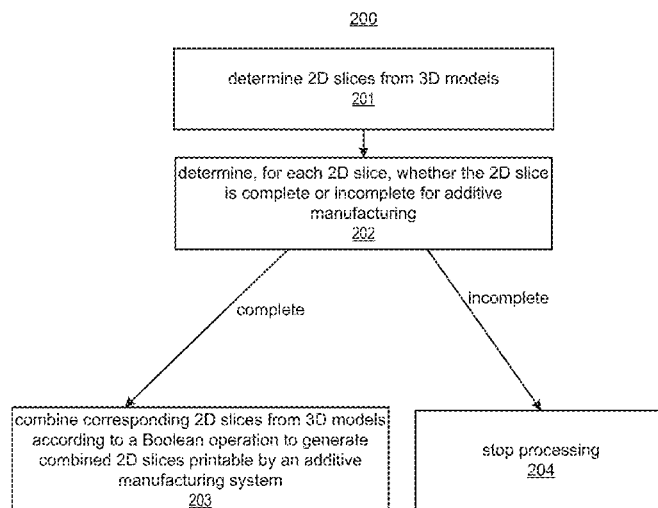 200
determine 2D slices from 3D models
201
determine, for each 2D slice, whether the 2D slice
is complete or incomplete for additive
manufacturing
202
complete
incomplete
combine corresponding 2D slices from 3D models
according to a Boolean operation to generate
combined 2D slices printable by an additive
manufacturing system
203
stop processing
204